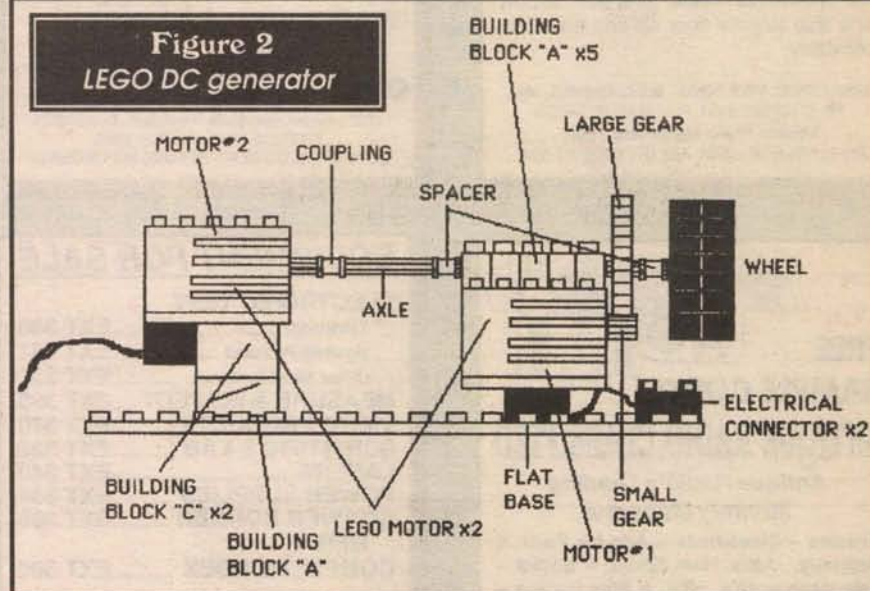 Figure 2
LEGO DC generator
BUILDING
BLOCK "A" x5
LARGE GEAR
MOTOR#2
COUPLING
SPACER
WHEEL
AXLE
ELECTRICAL
CONNECTOR x2
BUILDING
BLOCK "C" x2
BUILDING
BLOCK "A"
LEGO MOTOR x2
FLAT
BASE
SMALL
GEAR
MOTOR#1